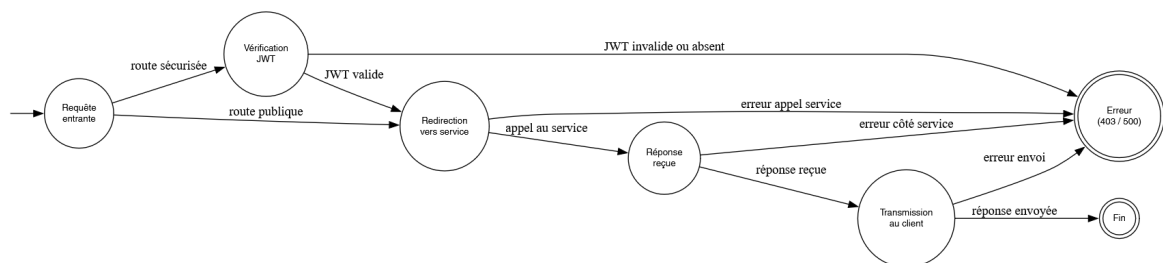 Vérification
JWT
JWT invalide ou absent
route sécurisée
JWT valide
Requête
entrante
route publique
Redirection
vers service
erreur appel service
Erreur
(403 / 500)
appel au service
erreur côté service
Réponse
reçue
erreur envoi
réponse reçue
Transmission
au client
réponse envoyée
Fin